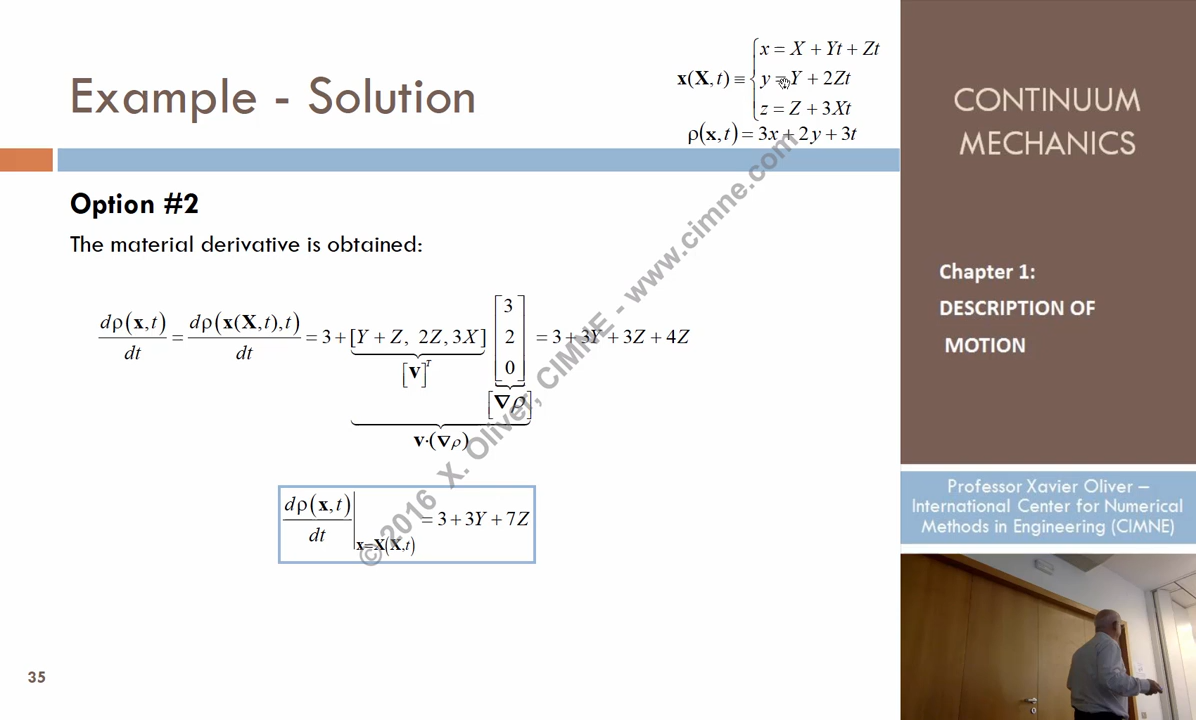 Example - Solution
x(X,t) ≡ { x = X + Yt + Zt
y = Y + 2Zt
z = Z + 3Xt
ρ(x,t) = 3x + 2y + 3t
Option #2
The material derivative is obtained:
dρ(x,t)/dt = dρ(x(X,t),t)/dt = 3 + [Y + Z, 2Z, 3X] [3 2 0] = 3 + 3Y + 3Z + 4Z
[v]ᵀ
[∇ρ]
v·(∇ρ)
dρ(x,t)/dt |x=X(X,t) = 3 + 3Y + 7Z
35
© 2016 X. Oliver, CIMNE - www.cimne.com
CONTINUUM
MECHANICS
Chapter 1:
DESCRIPTION OF
MOTION
Professor Xavier Oliver –
International Center for Numerical
Methods in Engineering (CIMNE)